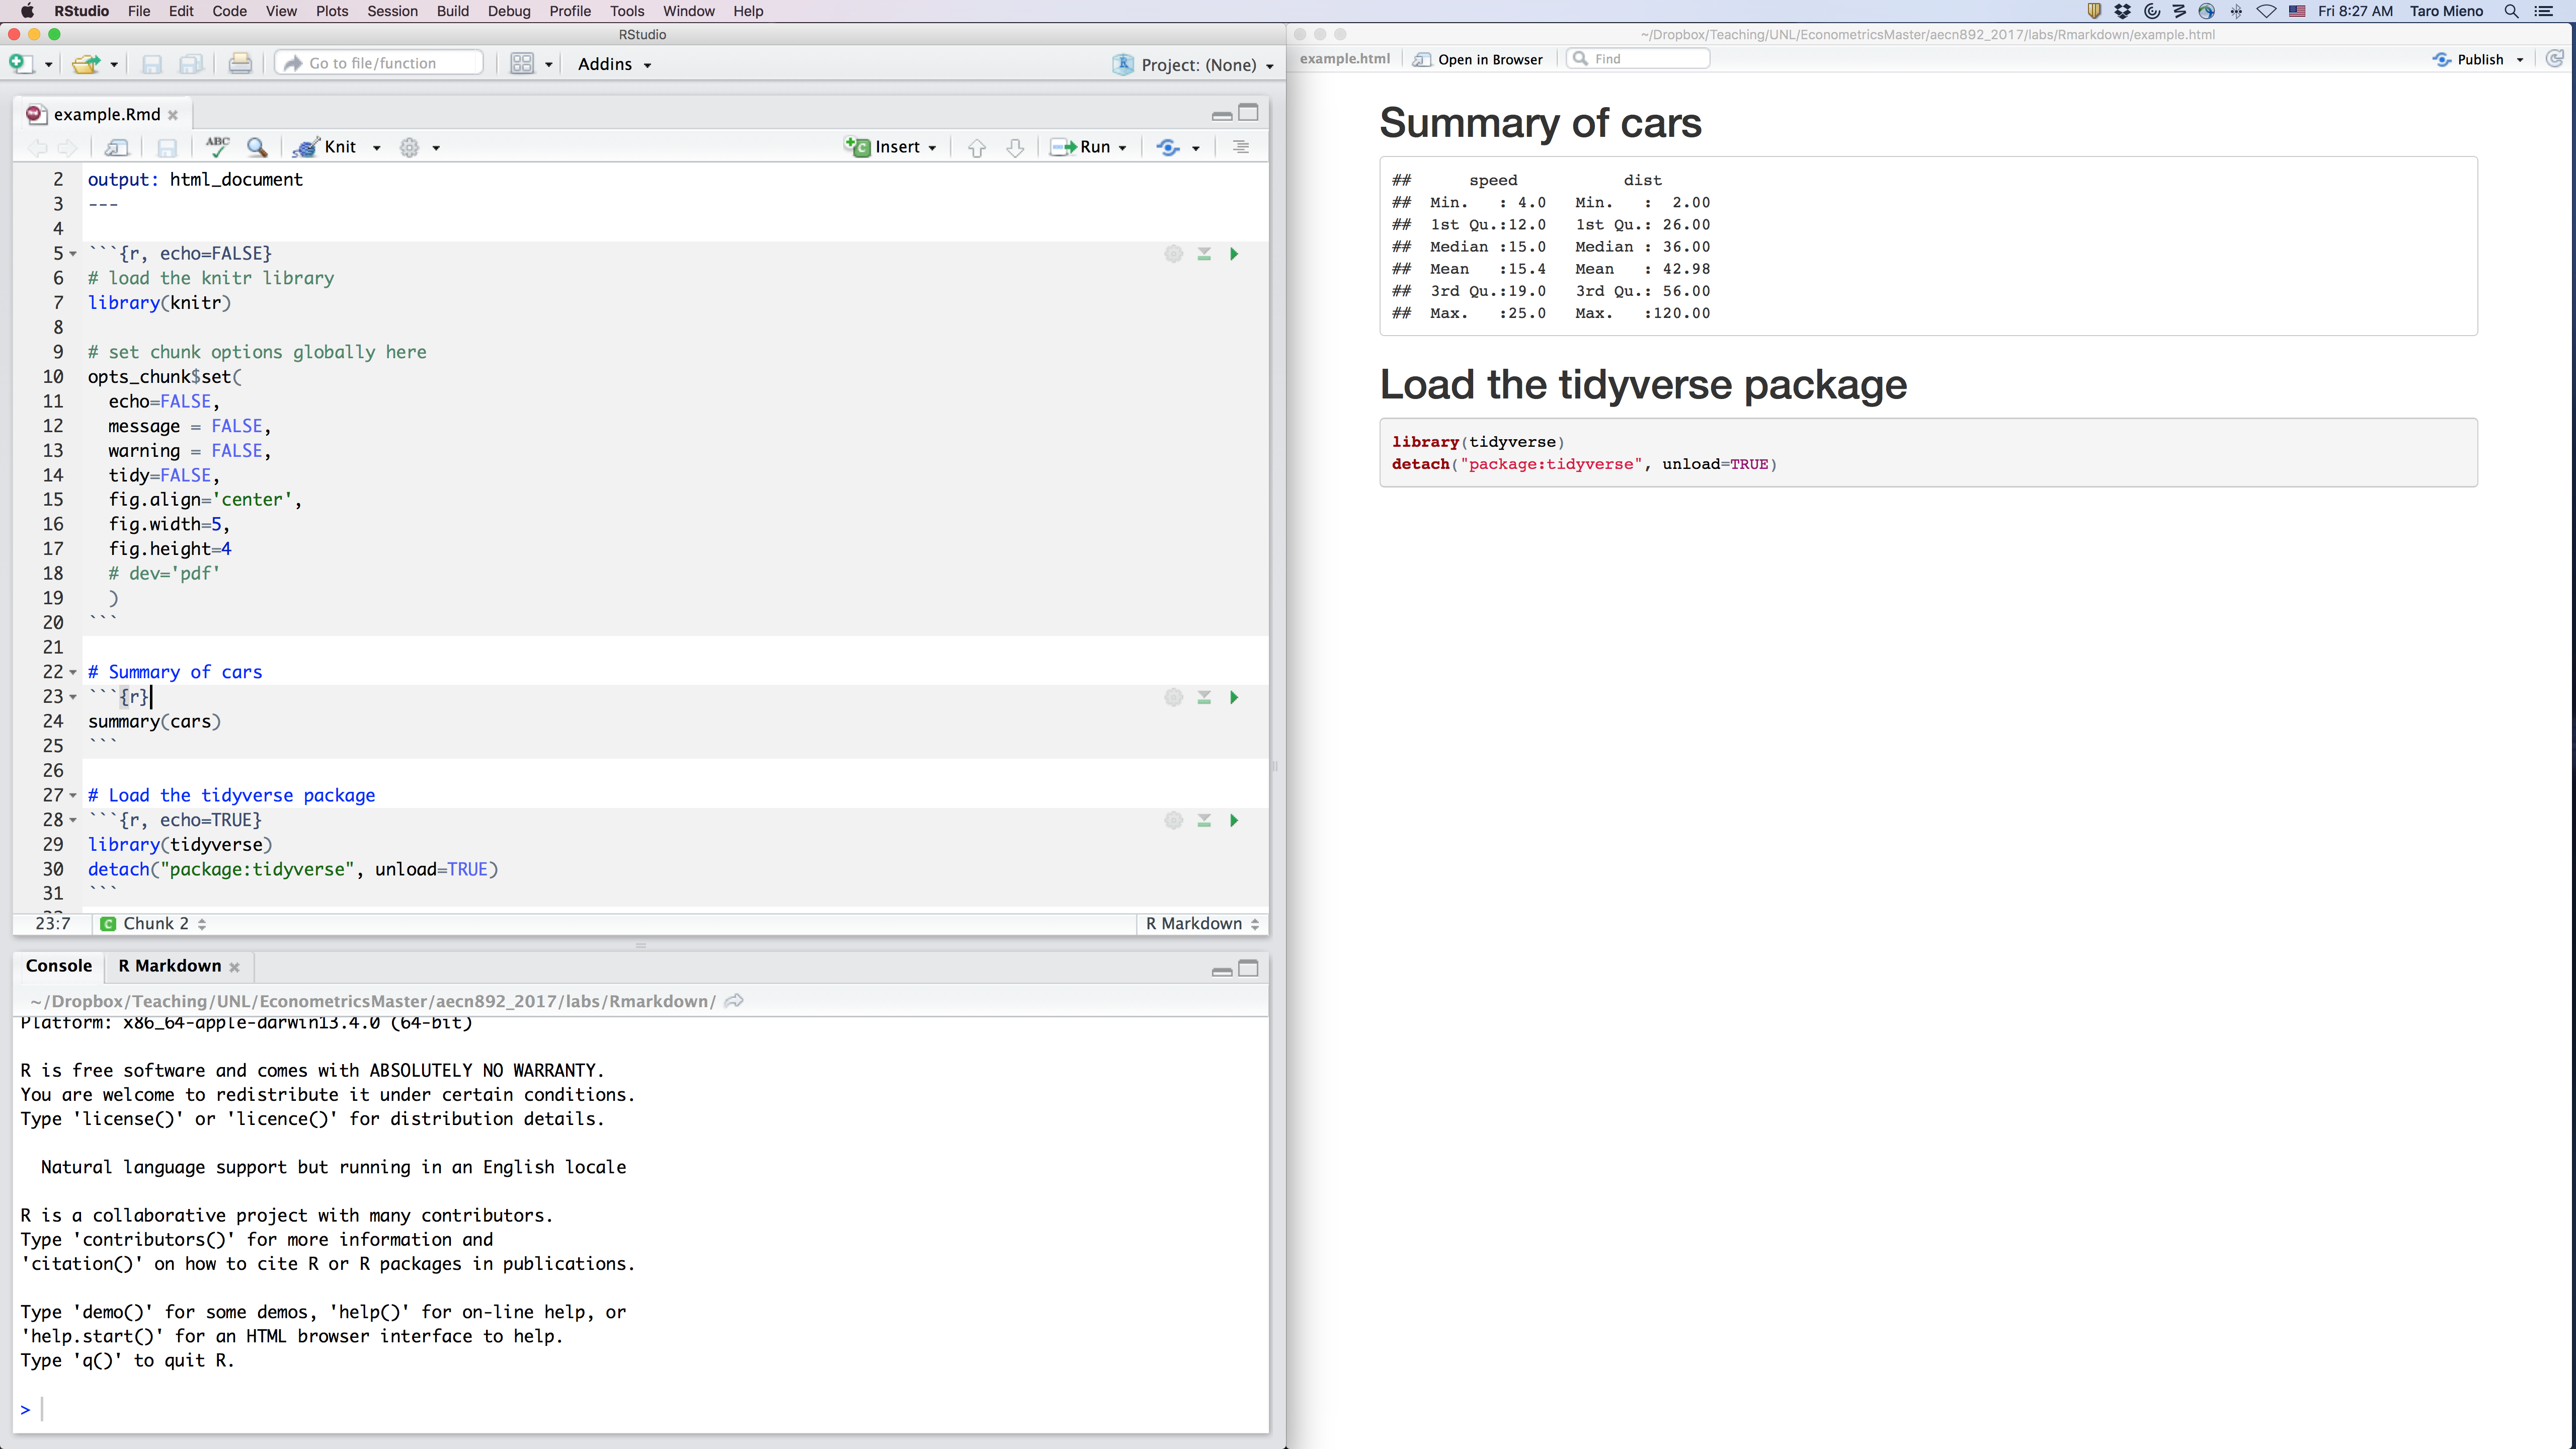 RStudio File Edit Code View Plots Session Build Debug Profile Tools Window Help
Fri 8:27 AM Taro Mieno
RStudio
Go to file/function
Addins
Project: (None)
example.Rmd
ABC
Knit
Insert
Run
2 output: html_document
3 ---
4
5 ```{r, echo=FALSE}
6 # load the knitr library
7 library(knitr)
8
9 # set chunk options globally here
10 opts_chunk$set(
11 echo=FALSE,
12 message = FALSE,
13 warning = FALSE,
14 tidy=FALSE,
15 fig.align='center',
16 fig.width=5,
17 fig.height=4
18 # dev='pdf'
19 )
20 ```
21
22 # Summary of cars
23 ```{r}
24 summary(cars)
25 ```
26
27 # Load the tidyverse package
28 ```{r, echo=TRUE}
29 library(tidyverse)
30 detach("package:tidyverse", unload=TRUE)
31 ```
23:7 C Chunk 2 R Markdown
Console R Markdown
~/Dropbox/Teaching/UNL/EconometricsMaster/aecn892_2017/labs/Rmarkdown/
Platform: x86_64-apple-darwin13.4.0 (64-bit)
R is free software and comes with ABSOLUTELY NO WARRANTY.
You are welcome to redistribute it under certain conditions.
Type 'license()' or 'licence()' for distribution details.
Natural language support but running in an English locale
R is a collaborative project with many contributors.
Type 'contributors()' for more information and
'citation()' on how to cite R or R packages in publications.
Type 'demo()' for some demos, 'help()' for on-line help, or
'help.start()' for an HTML browser interface to help.
Type 'q()' to quit R.
>
~/Dropbox/Teaching/UNL/EconometricsMaster/aecn892_2017/labs/Rmarkdown/example.html
example.html Open in Browser Find Publish
Summary of cars
## speed dist
## Min. : 4.0 Min. : 2.00
## 1st Qu.:12.0 1st Qu.: 26.00
## Median :15.0 Median : 36.00
## Mean :15.4 Mean : 42.98
## 3rd Qu.:19.0 3rd Qu.: 56.00
## Max. :25.0 Max. :120.00
Load the tidyverse package
library(tidyverse)
detach("package:tidyverse", unload=TRUE)